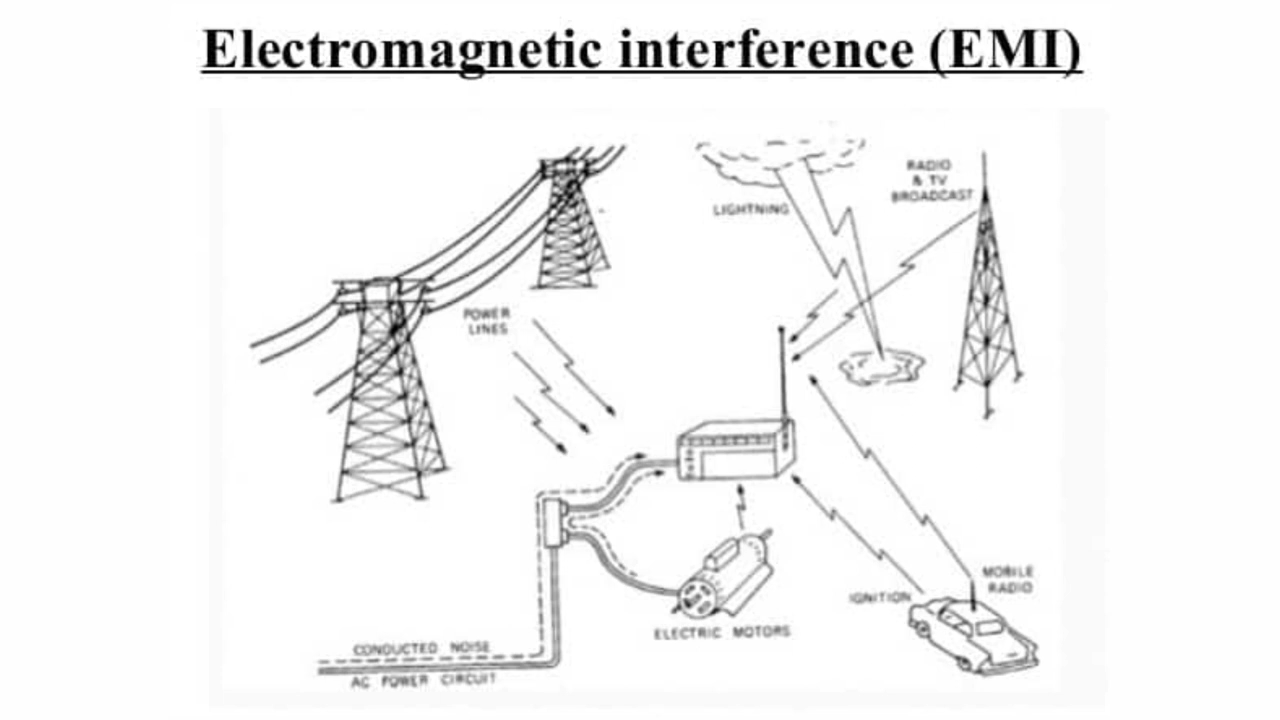 Electromagnetic interference (EMI)
RADIO
& TV
BROADCAST
LIGHTNING
POWER
LINES
MOBILE
RADIO
IGNITION
ELECTRIC MOTORS
CONDUCTED NOISE
AC POWER CIRCUIT